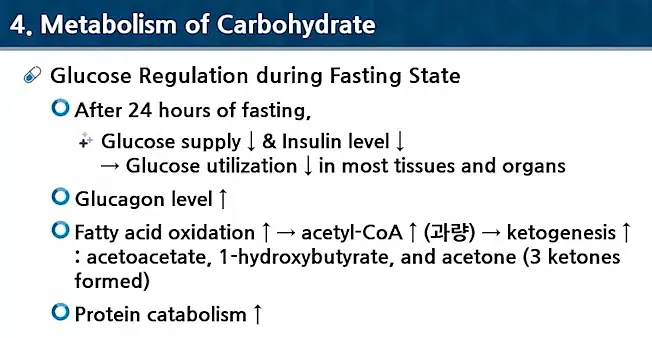 4. Metabolism of Carbohydrate
Glucose Regulation during Fasting State
After 24 hours of fasting,
Glucose supply ↓ & Insulin level ↓
→ Glucose utilization ↓ in most tissues and organs
Glucagon level ↑
Fatty acid oxidation ↑ → acetyl-CoA ↑ (과량) → ketogenesis ↑
: acetoacetate, 1-hydroxybutyrate, and acetone (3 ketones
formed)
Protein catabolism ↑